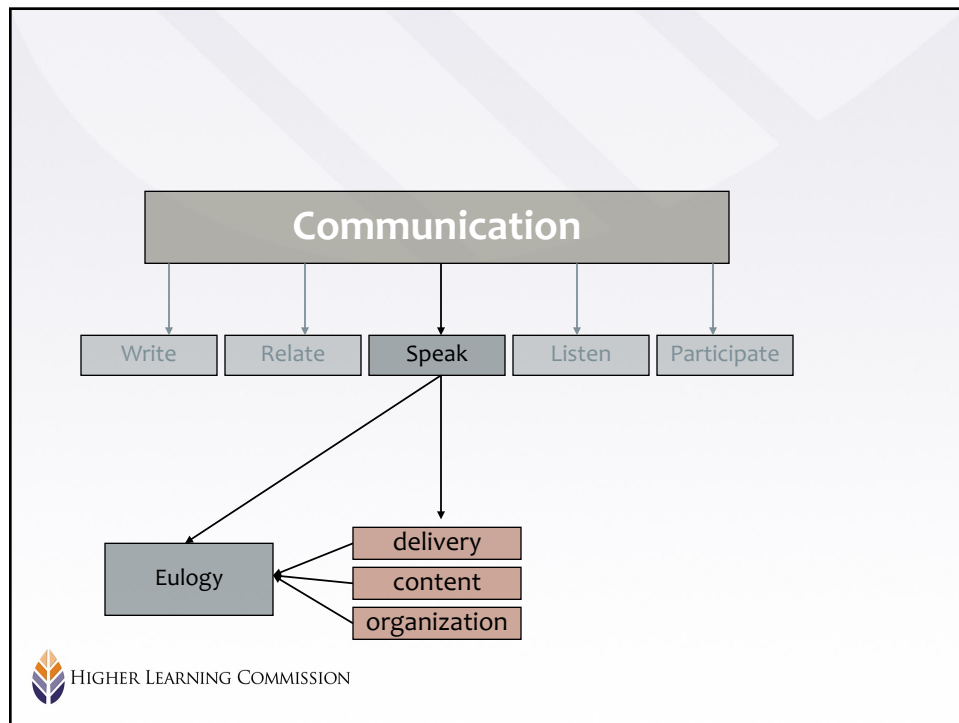 Communication
Write
Relate
Speak
Listen
Participate
Eulogy
delivery
content
organization
HIGHER LEARNING COMMISSION